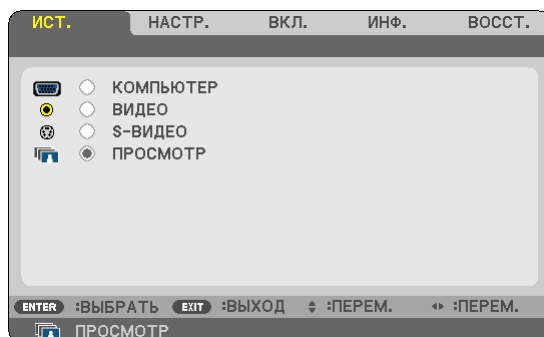 ИСТ. НАСТР. ВКЛ. ИНФ. ВОССТ.
КОМПЬЮТЕР
ВИДЕО
S-ВИДЕО
ПРОСМОТР
ENTER :ВЫБРАТЬ EXIT :ВЫХОД :ПЕРЕМ. :ПЕРЕМ.
ПРОСМОТР